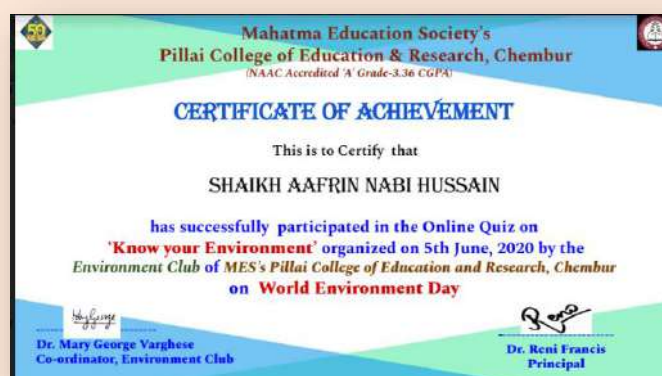 50
Mahatma Education Society's
Pillai College of Education & Research, Chembur
(NAAC Accredited 'A' Grade-3.36 CGPA)
CERTIFICATE OF ACHIEVEMENT
This is to Certify that
SHAIKH AAFRIN NABI HUSSAIN
has successfully participated in the Online Quiz on
'Know your Environment' organized on 5th June, 2020 by the
Environment Club of MES's Pillai College of Education and Research, Chembur
on World Environment Day
Dr. Mary George Varghese
Co-ordinator, Environment Club
Dr. Reni Francis
Principal